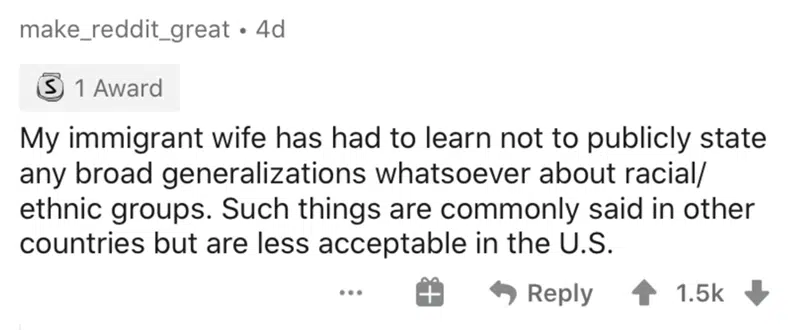 make_reddit_great • 4d
S 1 Award
My immigrant wife has had to learn not to publicly state
any broad generalizations whatsoever about racial/
ethnic groups. Such things are commonly said in other
countries but are less acceptable in the U.S.
... Reply 1.5k